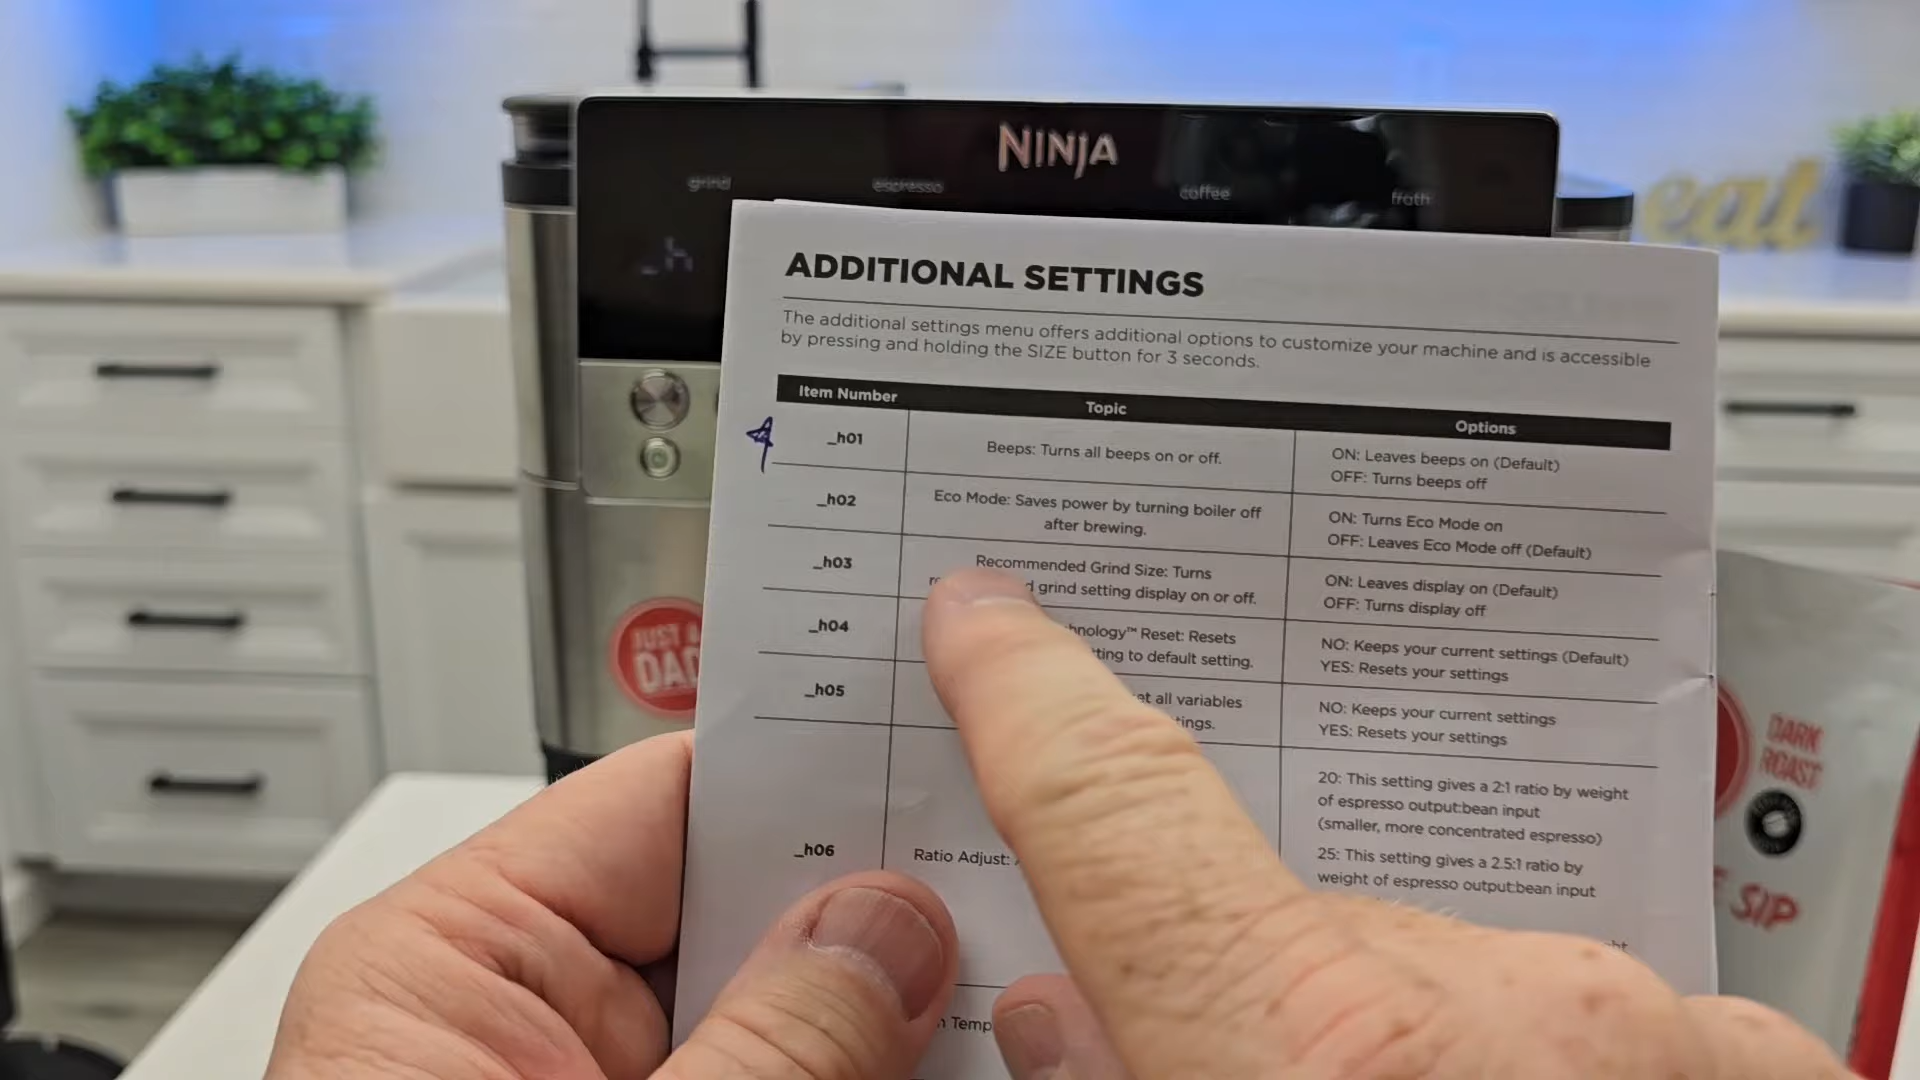 NINJA
grind espresso coffee froth
_h
eat
ADDITIONAL SETTINGS
The additional settings menu offers additional options to customize your machine and is accessible
by pressing and holding the SIZE button for 3 seconds.
Item Number Topic Options
_h01 Beeps: Turns all beeps on or off. ON: Leaves beeps on (Default)
OFF: Turns beeps off
_h02 Eco Mode: Saves power by turning boiler off
after brewing.
ON: Turns Eco Mode on
OFF: Leaves Eco Mode off (Default)
_h03 Recommended Grind Size: Turns
grind setting display on or off.
ON: Leaves display on (Default)
OFF: Turns display off
_h04 Reset: Resets
to default setting.
NO: Keeps your current settings (Default)
YES: Resets your settings
_h05 all variables
NO: Keeps your current settings
YES: Resets your settings
_h06 Ratio Adjust:
20: This setting gives a 2:1 ratio by weight
of espresso output:bean input
(smaller, more concentrated espresso)
25: This setting gives a 2.5:1 ratio by
weight of espresso output:bean input
Temp
JUST A
DAD
DARK
ROAST
SIP